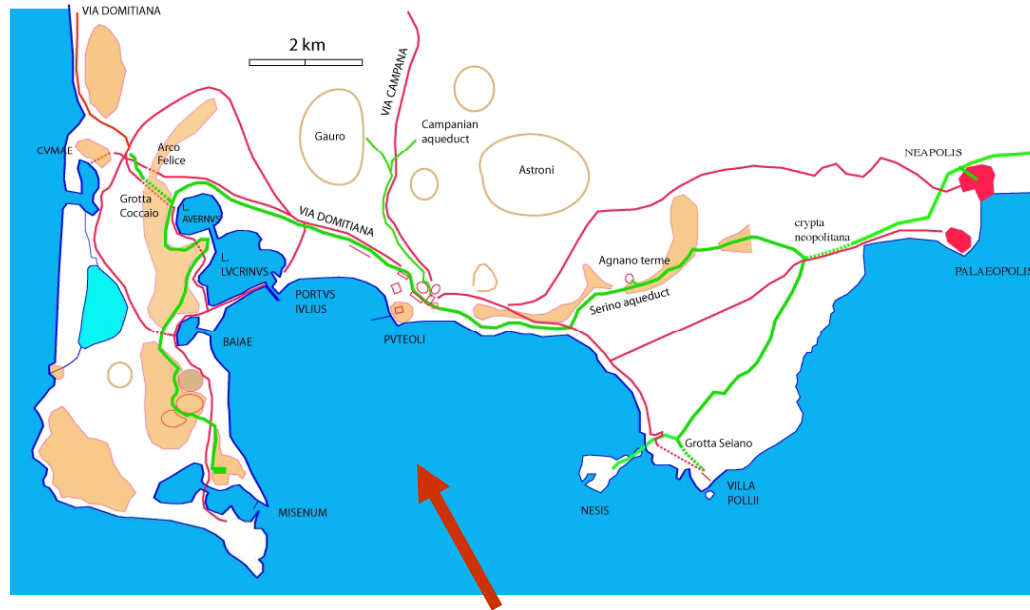 VIA DOMITIANA
2 km
VIA CAMPANA
Gauro
Campanian
aqueduct
Astroni
CVMAE
Arco
Felice
NEAPOLIS
Grotta
Coccaio
L.
AVERNVS
VIA DOMITIANA
crypta
neopolitana
L.
LVCRINVS
Agnano terme
PALAEOPOLIS
PORTVS
IVLIUS
Serino aqueduct
BAIAE
PVTEOLI
Grotta Seiano
VILLA
POLLII
NESIS
MISENUM